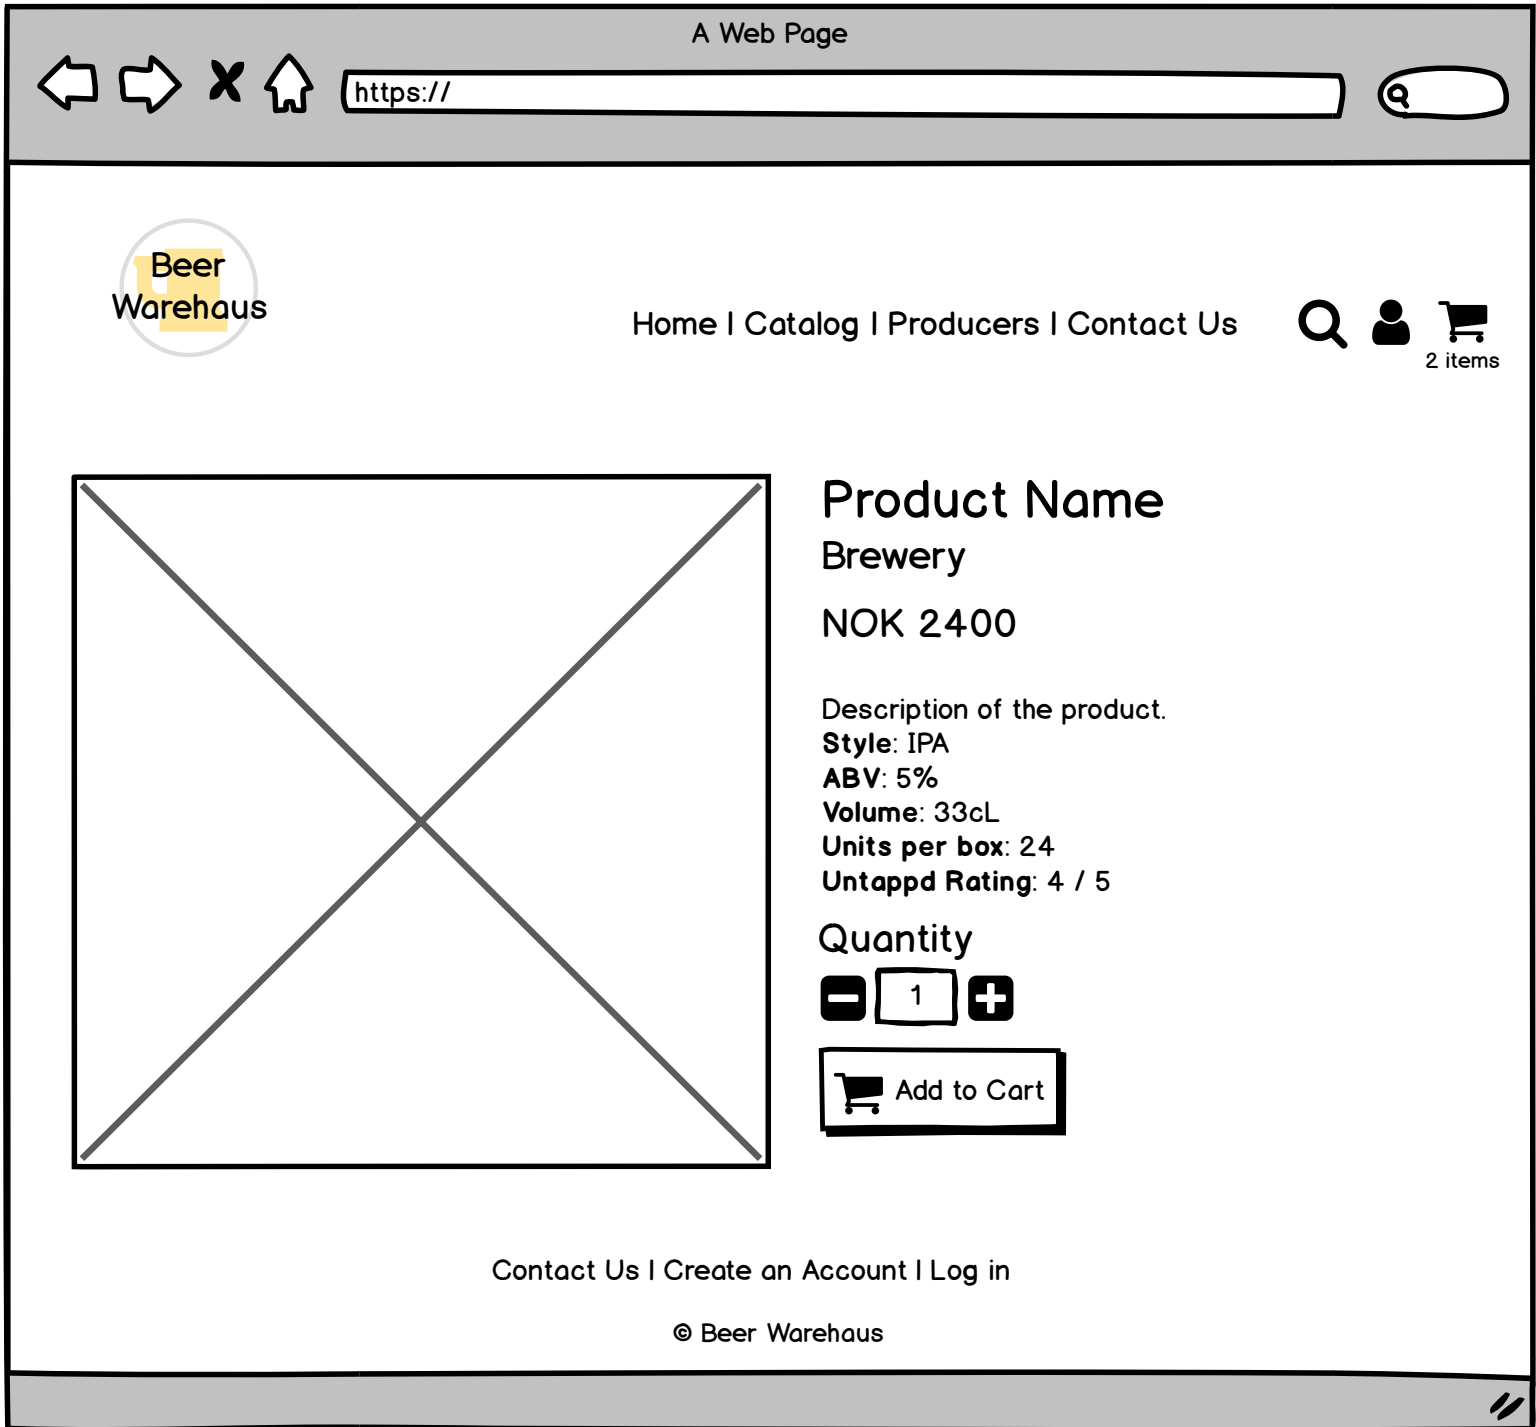 A Web Page
https://
Beer
Warehaus
Home | Catalog | Producers | Contact Us
2 items
Product Name
Brewery
NOK 2400
Description of the product.
Style: IPA
ABV: 5%
Volume: 33cL
Units per box: 24
Untappd Rating: 4 / 5
Quantity
1
Add to Cart
Contact Us | Create an Account | Log in
© Beer Warehaus